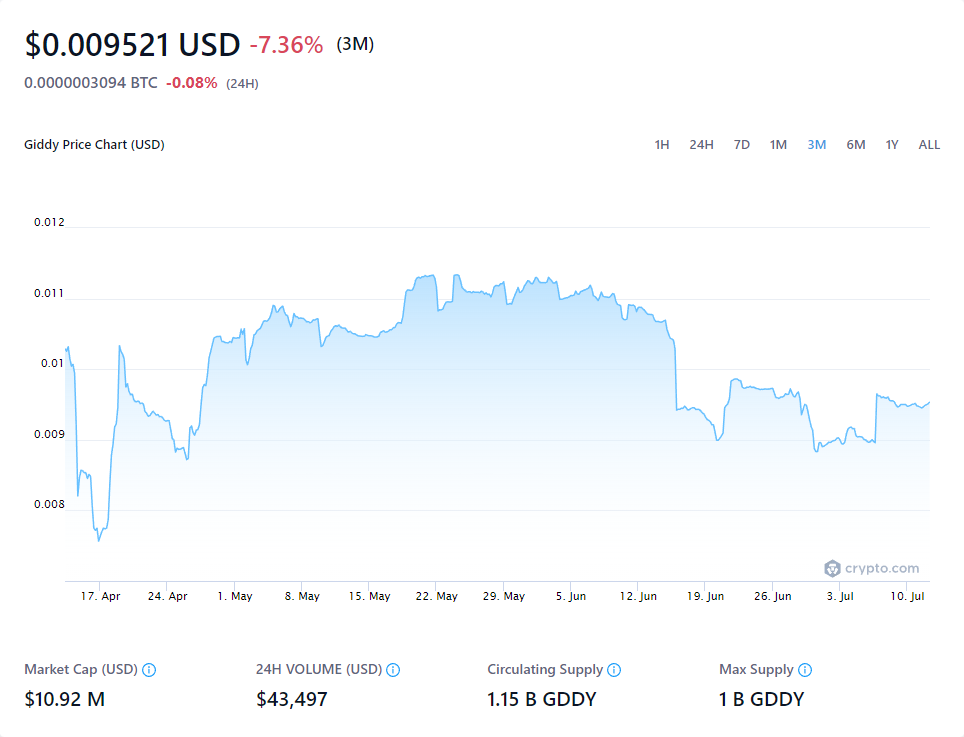 $0.009521 USD -7.36% (3M)
0.0000003094 BTC -0.08% (24H)
Giddy Price Chart (USD)
1H 24H 7D 1M 3M 6M 1Y ALL
0.012
0.011
0.01
0.009
0.008
crypto.com
17. Apr 24. Apr 1. May 8. May 15. May 22. May 29. May 5. Jun 12. Jun 19. Jun 26. Jun 3. Jul 10. Jul
Market Cap (USD) 24H VOLUME (USD) Circulating Supply Max Supply
$10.92 M $43,497 1.15 B GDDY 1 B GDDY